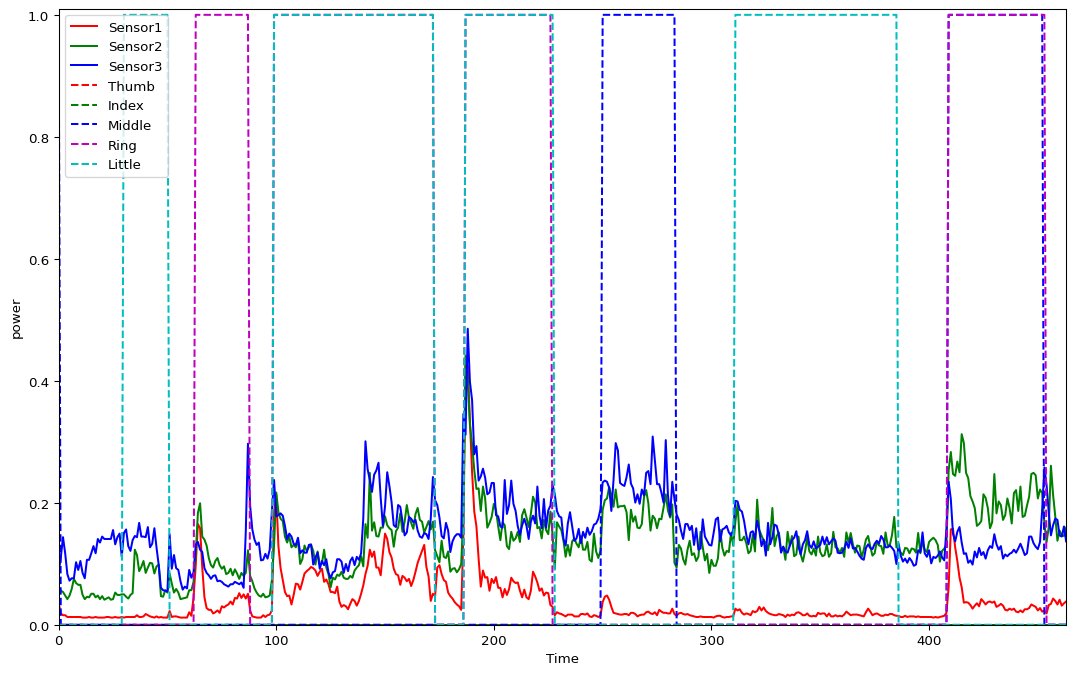 1.0
0.8
0.6
0.4
0.2
0.0
power
Sensor1
Sensor2
Sensor3
Thumb
Index
Middle
Ring
Little
0 100 200 300 400
Time